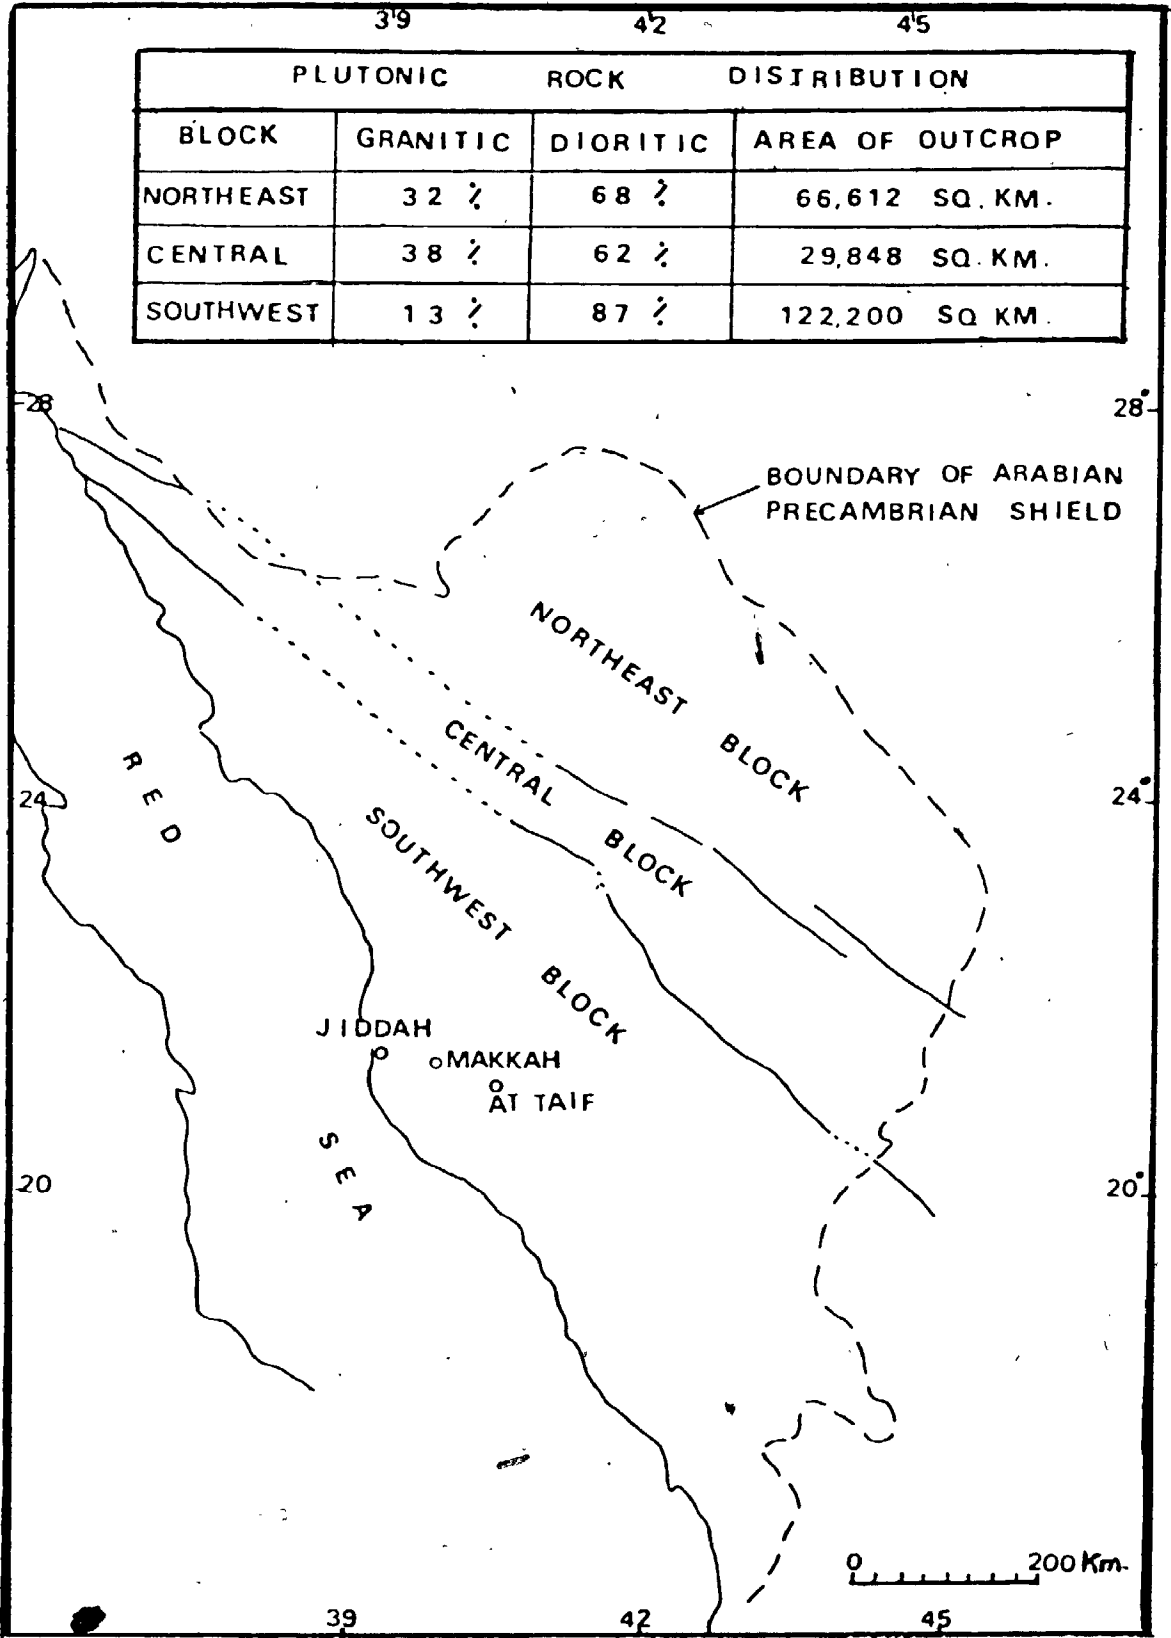 39 42 45
PLUTONIC ROCK DISTRIBUTION
BLOCK GRANITIC DIORITIC AREA OF OUTCROP
NORTHEAST 32 % 68 % 66,612 SQ. KM.
CENTRAL 38 % 62 % 29,848 SQ. KM.
SOUTHWEST 13 % 87 % 122,200 SQ KM.
28 28°
BOUNDARY OF ARABIAN
PRECAMBRIAN SHIELD
NORTHEAST BLOCK
CENTRAL BLOCK
SOUTHWEST BLOCK
RED SEA
24 24°
JIDDAH
MAKKAH
AT TAIF
20 20°
0 200 Km.
39 42 45